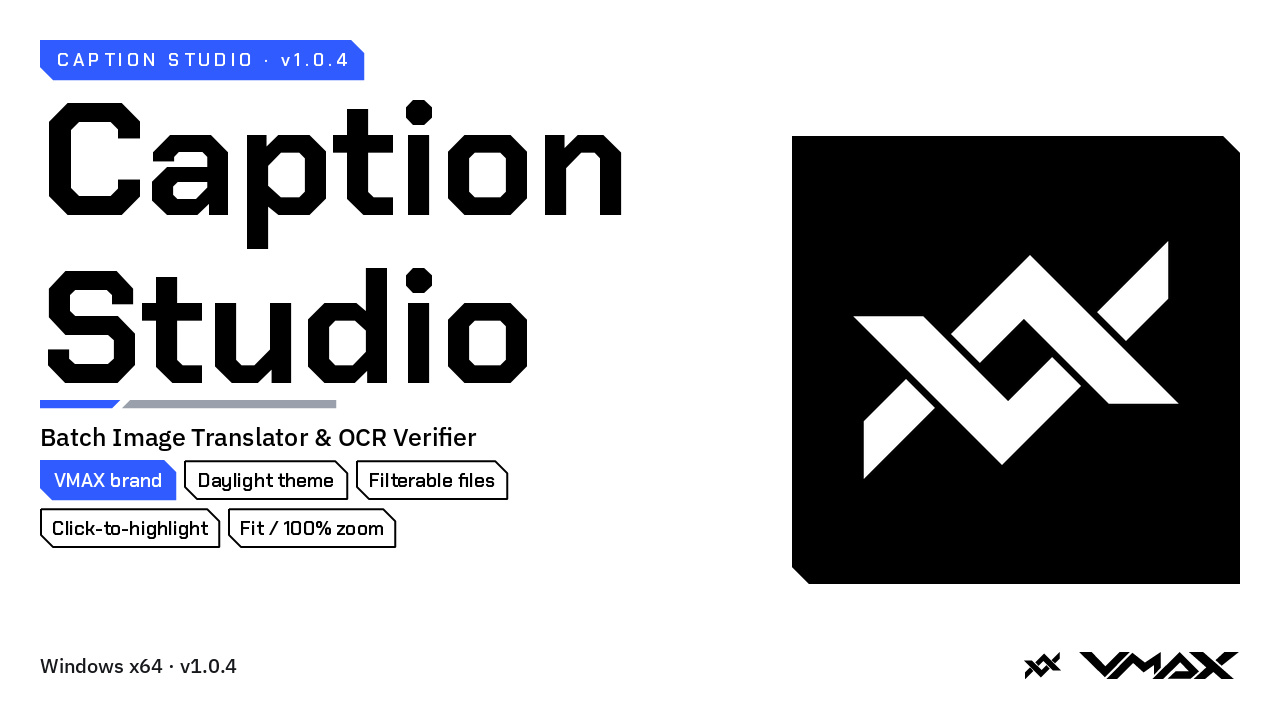 CAPTION STUDIO · v1.0.4
Caption
Studio
Batch Image Translator & OCR Verifier
VMAX brand
Daylight theme
Filterable files
Click-to-highlight
Fit / 100% zoom
Windows x64 · v1.0.4
VMAX